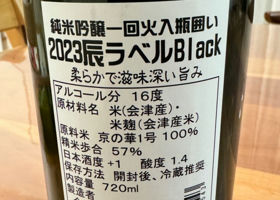 純米吟醸一回火入瓶囲い
2023辰ラベルBlack
柔らかで滋味深い旨み
アルコール分 16度
原材料名 米(会津産)・
米麹(会津産米)
原料米 京の華1号 100%
精米歩合 57%
日本酒度 +1 酸度 1.4
保存方法 開封後、冷蔵推奨
内容量 720ml
製造者